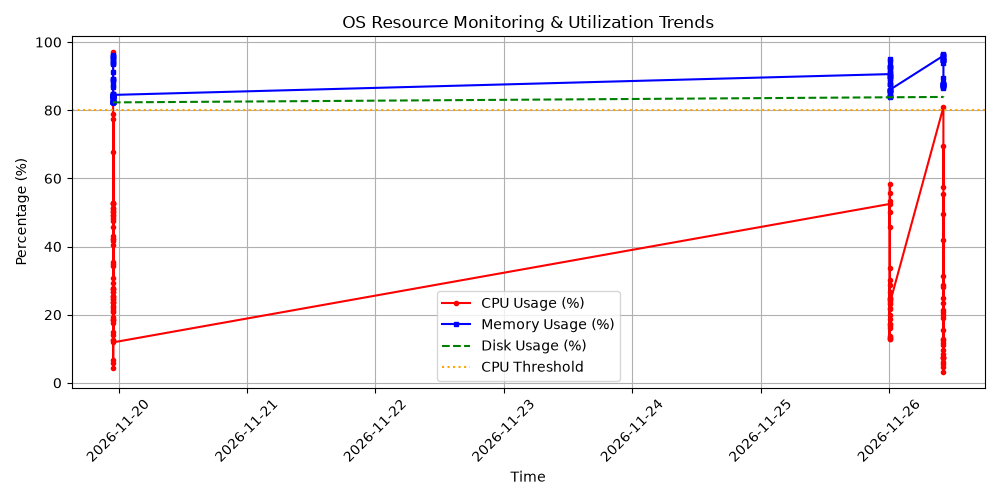 OS Resource Monitoring & Utilization Trends
Percentage (%)
100
80
60
40
20
0
CPU Usage (%)
Memory Usage (%)
Disk Usage (%)
CPU Threshold
2026-11-20
2026-11-21
2026-11-22
2026-11-23
2026-11-24
2026-11-25
2026-11-26
Time